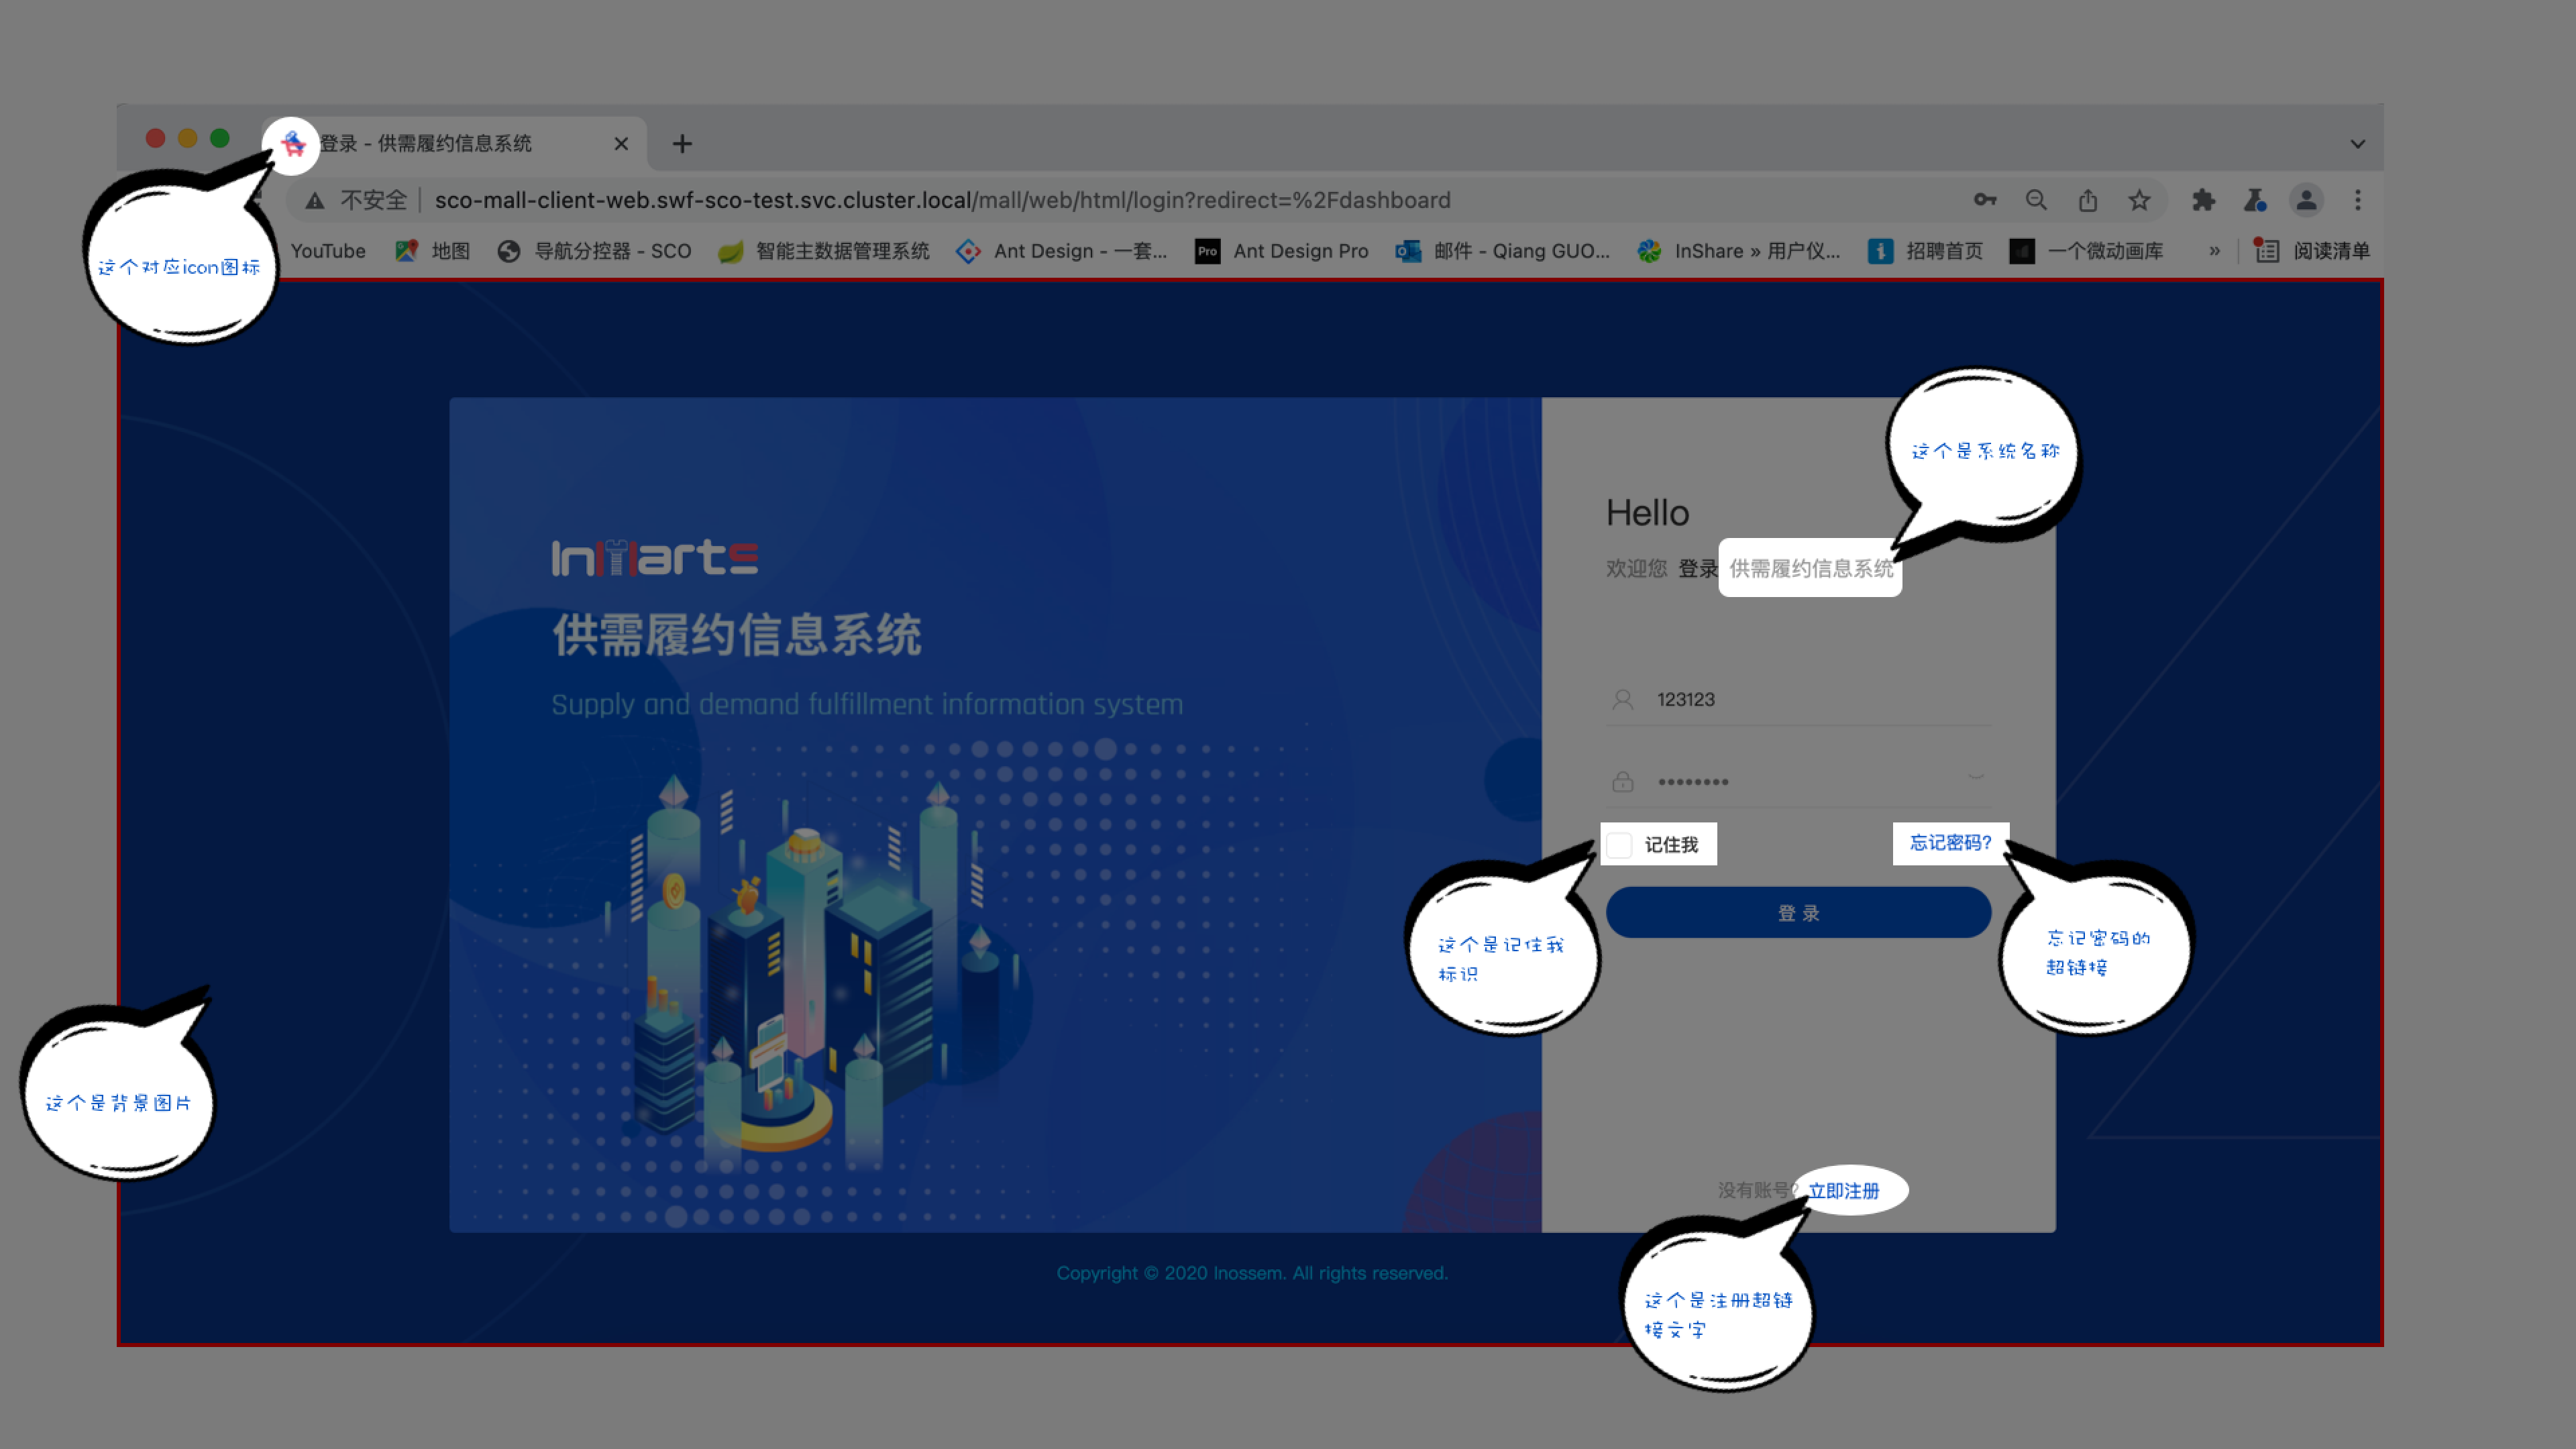 登录 - 供需履约信息系统
不安全 | sco-mall-client-web.swf-sco-test.svc.cluster.local/mall/web/html/login?redirect=%2Fdashboard
YouTube 地图 导航分控器 - SCO 智能主数据管理系统 Ant Design - 一套... Pro Ant Design Pro 邮件 - Qiang GUO... InShare » 用户仪... 招聘首页 一个微动画库 » 阅读清单
这个对应icon图标
这个是系统名称
Hello
欢迎您 登录 供需履约信息系统
Inmarts
供需履约信息系统
Supply and demand fulfillment information system
123123
••••••••
记住我
忘记密码?
登 录
这个是记住我
标识
忘记密码的
超链接
这个是背景图片
没有账号? 立即注册
Copyright © 2020 Inossem. All rights reserved.
这个是注册超链
接文字